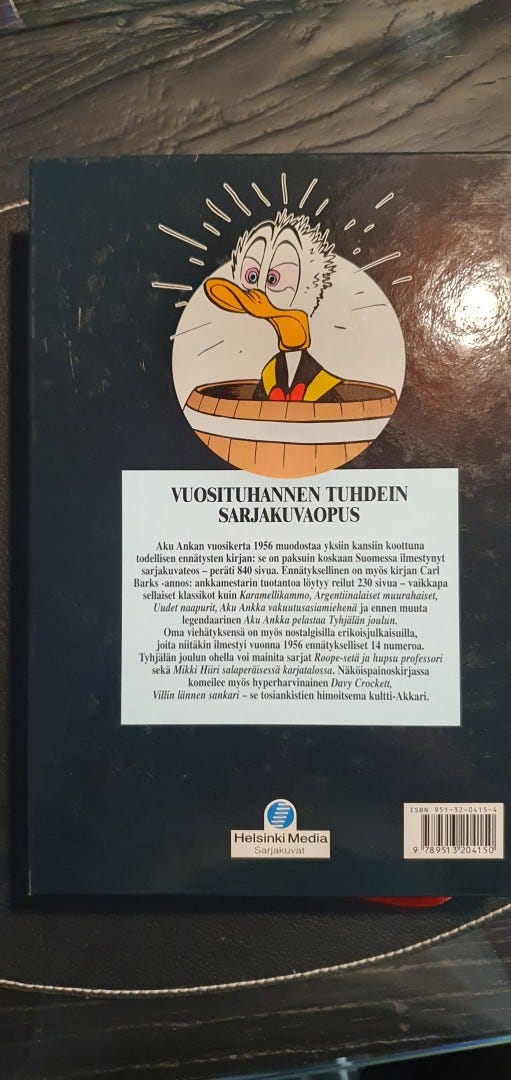 VUOSITUHANNEN TUHDEIN
SARJAKUVAOPUS
Aku Ankan vuosikerta 1956 muodostaa yksiin kansiin koottuna
todellisen ennätysten kirjan: se on paksuin koskaan Suomessa ilmestynyt
sarjakuvateos – peräti 840 sivua. Ennätyksellinen on myös kirjan Carl
Barks -annos: ankkamestarin tuotantoa löytyy reilut 230 sivua – vaikkapa
sellaiset klassikot kuin Karamellikammo, Argentiinalaiset muurahaiset,
Uudet naapurit, Aku Ankka vakuutusasiamiehenä ja ennen muuta
legendaarinen Aku Ankka pelastaa Tyhjälän joulun.
Oma viehätyksensä on myös nostalgisilla erikoisjulkaisuilla,
joita niitäkin ilmestyi vuonna 1956 ennätykselliset 14 numeroa.
Tyhjälän joulun ohella voi mainita sarjat Roope-setä ja hupsu professori
sekä Mikki Hiiri salaperäisessä karjatalossa. Näköispainoskirjassa
komeilee myös hyperharvinainen Davy Crockett,
Villin lännen sankari – se tosiankistien himoitsema kultti-Akkari.
Helsinki Media
Sarjakuvat
ISBN 951-32-0415-4
9 789513 204150